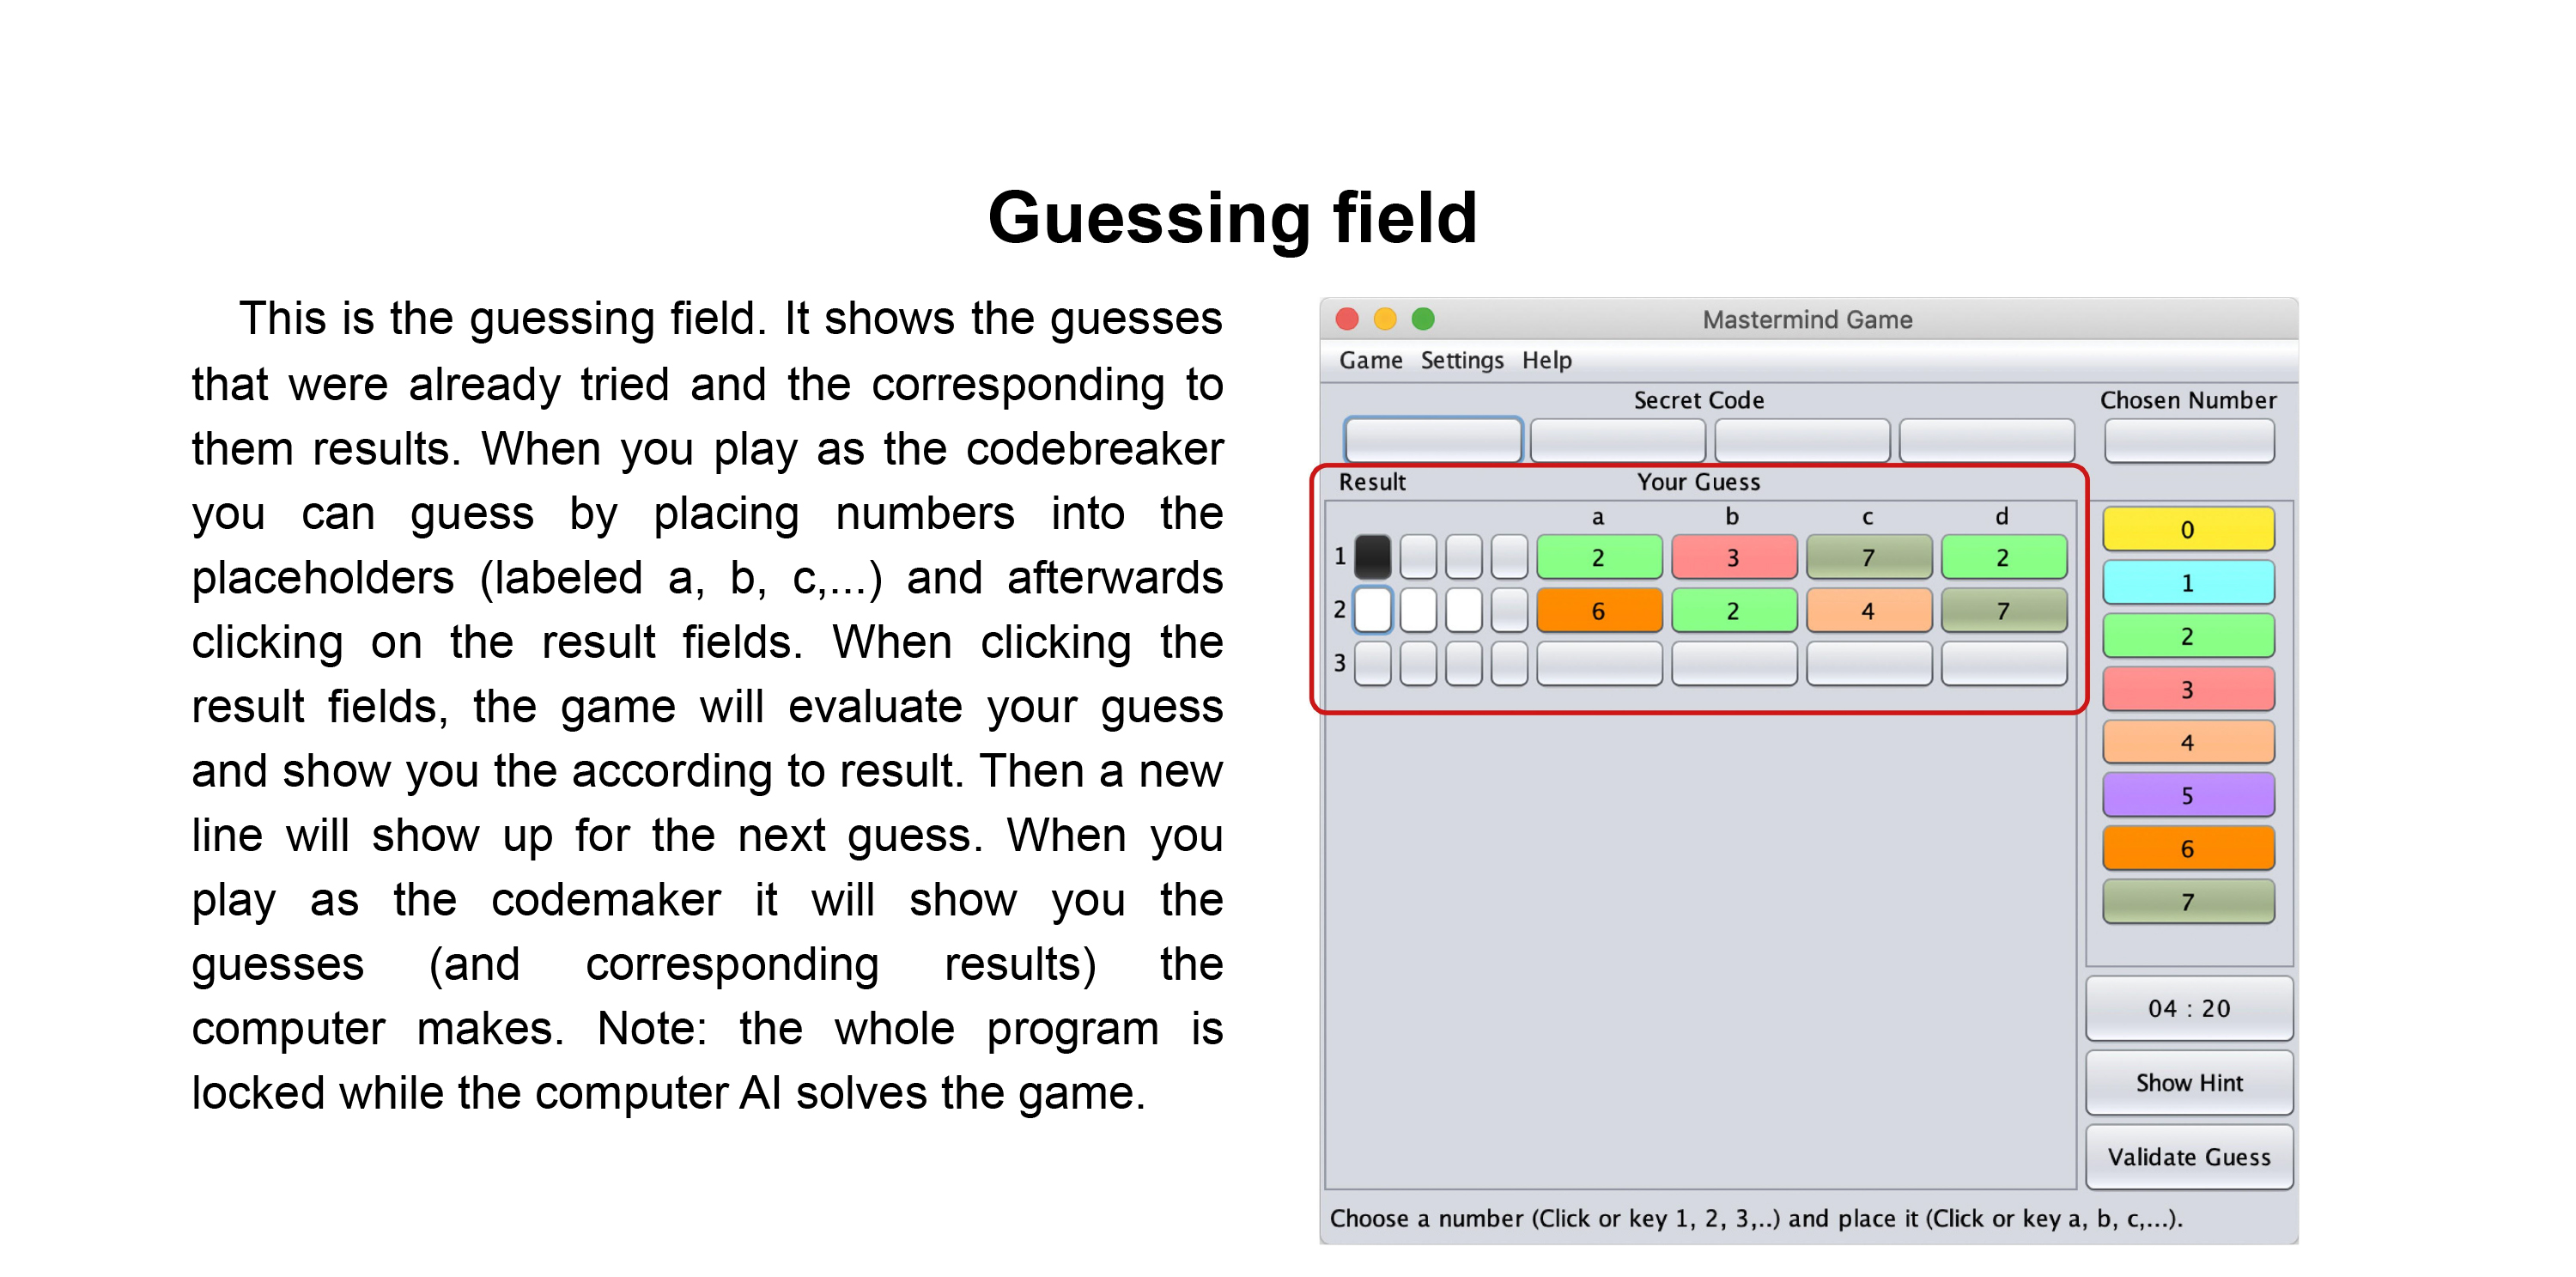 Guessing field
This is the guessing field. It shows the guesses
that were already tried and the corresponding to
them results. When you play as the codebreaker
you can guess by placing numbers into the
placeholders (labeled a, b, c,...) and afterwards
clicking on the result fields. When clicking the
result fields, the game will evaluate your guess
and show you the according to result. Then a new
line will show up for the next guess. When you
play as the codemaker it will show you the
guesses (and corresponding results) the
computer makes. Note: the whole program is
locked while the computer AI solves the game.
Mastermind Game
Game Settings Help
Secret Code
Chosen Number
Result Your Guess
a b c d
1 2 3 7 2
2 6 2 4 7
3
0
1
2
3
4
5
6
7
04 : 20
Show Hint
Validate Guess
Choose a number (Click or key 1, 2, 3,..) and place it (Click or key a, b, c,...).